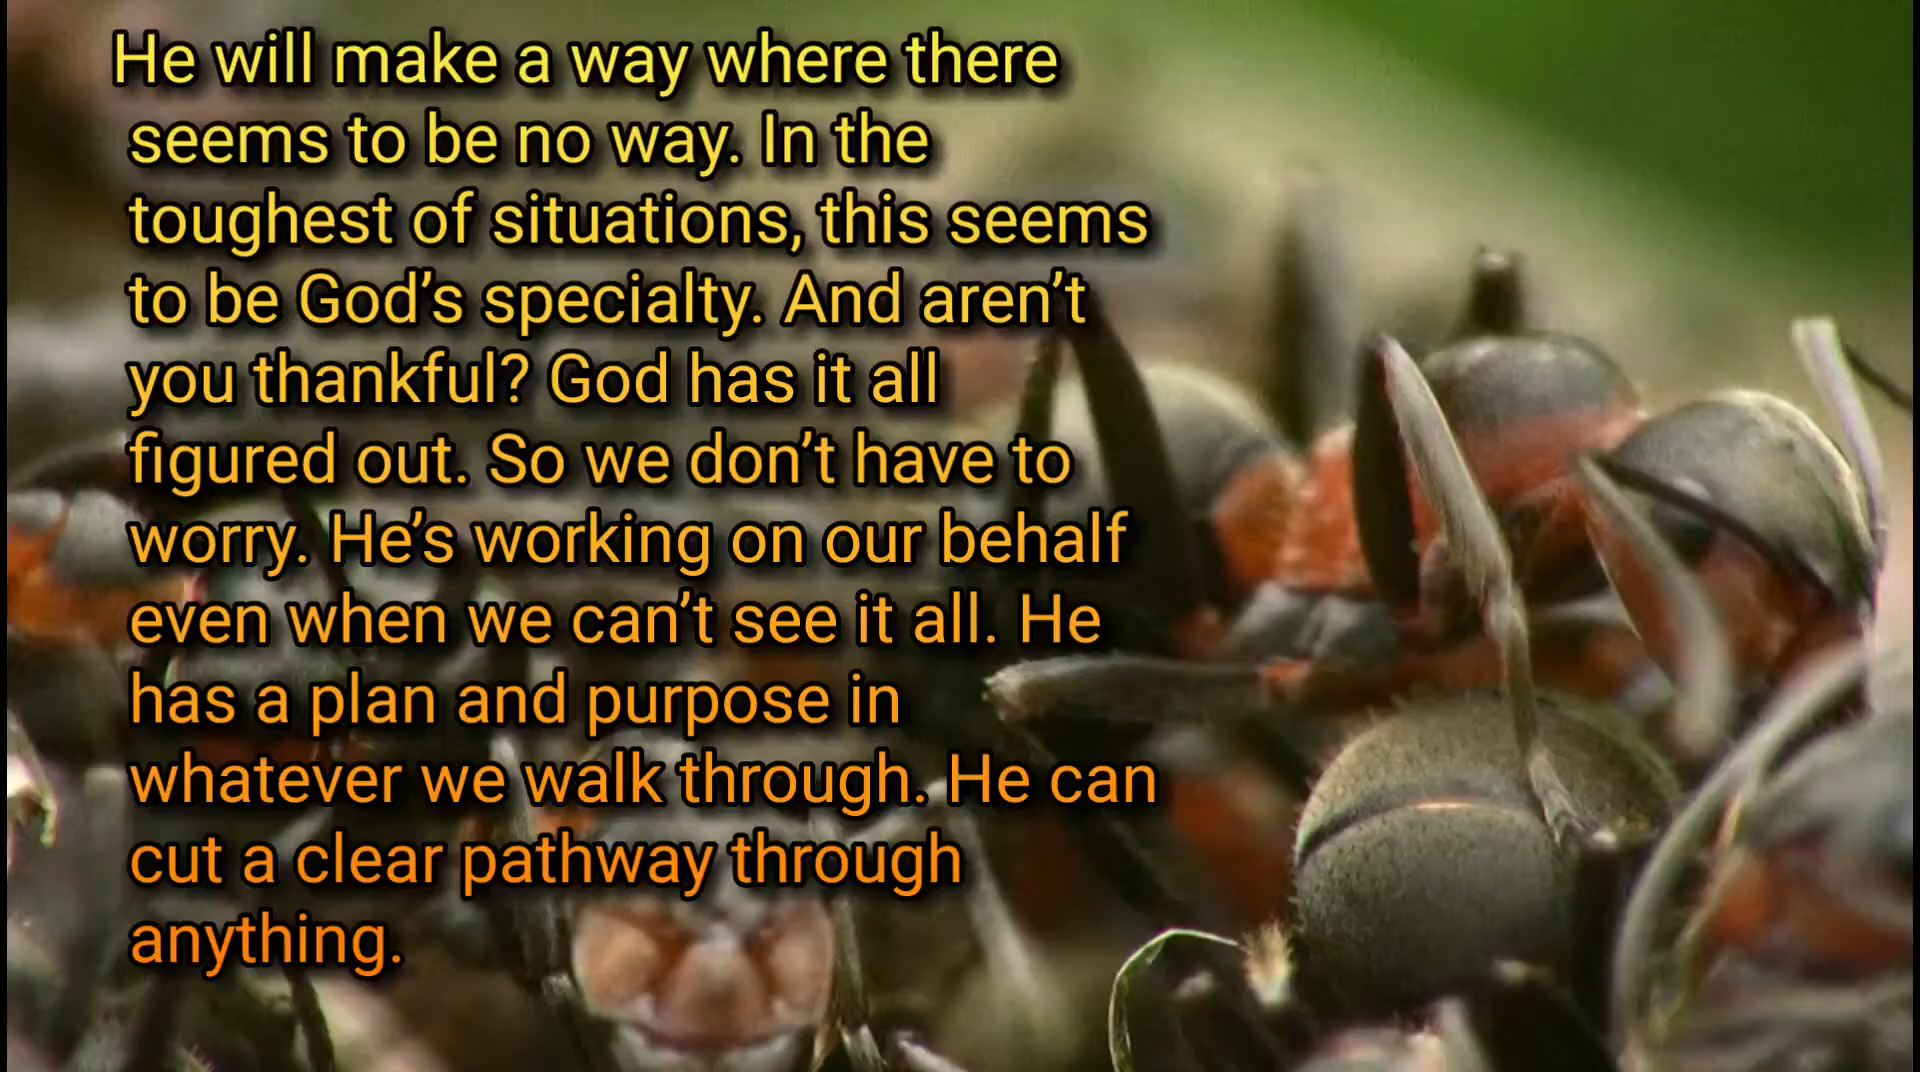 He will make a way where there
seems to be no way. In the
toughest of situations, this seems
to be God’s specialty. And aren’t
you thankful? God has it all
figured out. So we don’t have to
worry. He’s working on our behalf
even when we can’t see it all. He
has a plan and purpose in
whatever we walk through. He can
cut a clear pathway through
anything.